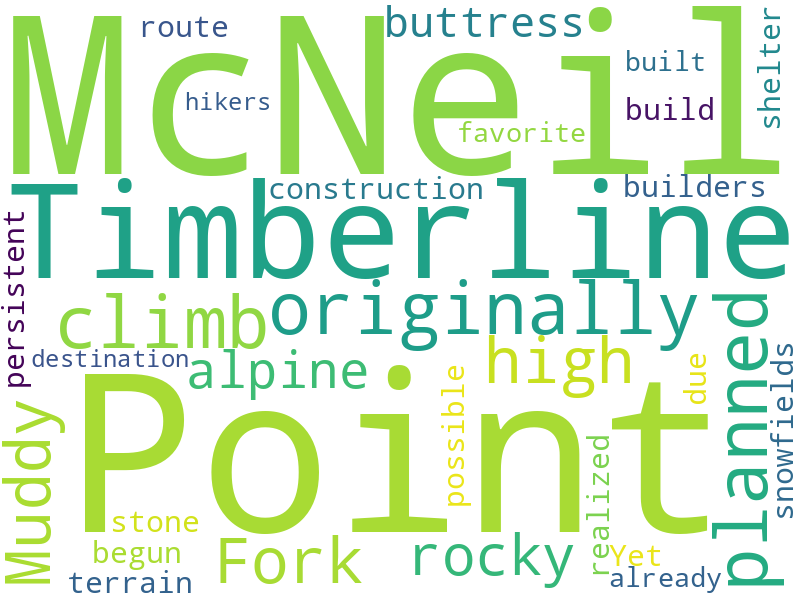 McNeil
route
buttress
built
shelter
hikers
build
favorite
Timberline
construction
builders
persistent
climb
originally
planned
destination
alpine
high
due
snowfields
Point
Muddy
possible
realized
stone
begun
Fork
rocky
Yet
terrain
already